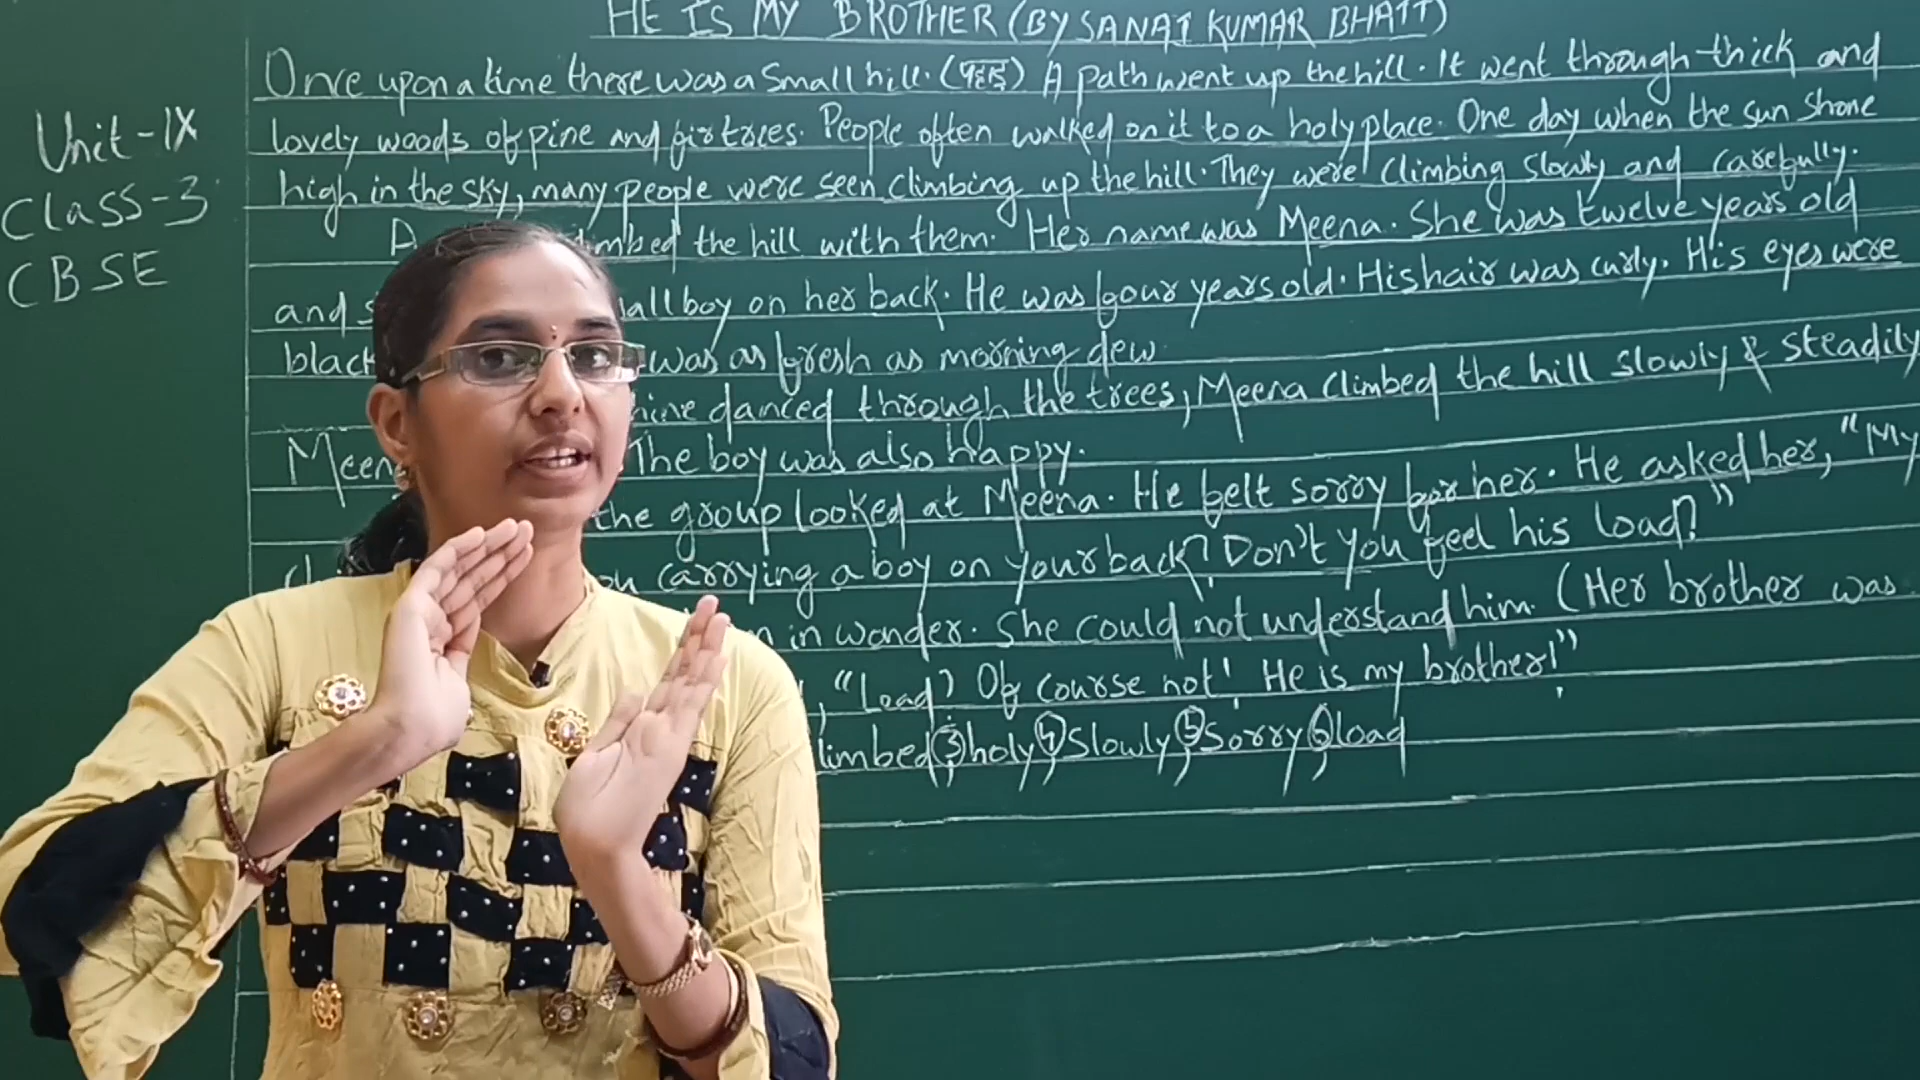 HE IS MY BROTHER (BY SANAT KUMAR BHATT)
Once upon a time there was a small hill. (पहाड़) A path went up the hill. It went through thick and
lovely woods of pine and fir trees. People often walked on it to a holy place. One day when the sun shone
high in the sky, many people were seen climbing up the hill. They were climbing slowly and carefully.
A the hill with them. Her name was Meena. She was twelve years old
and boy on her back. He was four years old. His hair was curly. His eyes were
black was as fresh as morning dew.
danced through the trees, Meena climbed the hill slowly & steadily
The boy was also happy.
the group looked at Meena. He felt sorry for her. He asked her, "My
carrying a boy on your back? Don't you feel his load?"
in wonder. She could not understand him. (Her brother was
, "Load? Of course not! He is my brother!"
③ holy, ④ Slowly, ⑤ Sorry, ⑥ load
Unit-IX
Class-3
CBSE